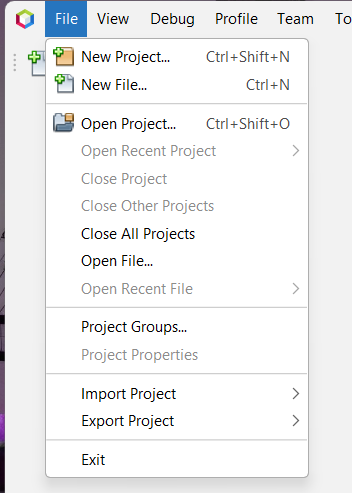 File View Debug Profile Team To
New Project... Ctrl+Shift+N
New File... Ctrl+N
Open Project... Ctrl+Shift+O
Open Recent Project
Close Project
Close Other Projects
Close All Projects
Open File...
Open Recent File
Project Groups...
Project Properties
Import Project
Export Project
Exit